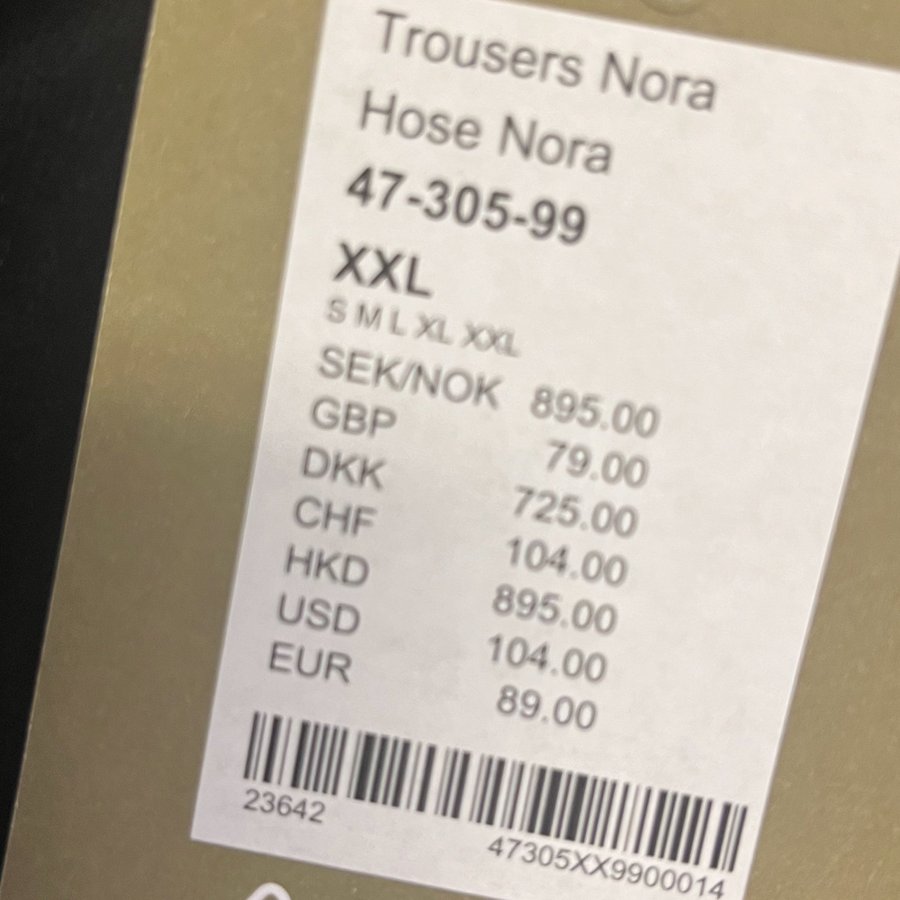 Trousers Nora
Hose Nora
47-305-99
XXL
S M L XL XXL
SEK/NOK 895.00
GBP 79.00
DKK 725.00
CHF 104.00
HKD 895.00
USD 104.00
EUR 89.00
23642
47305XX9900014